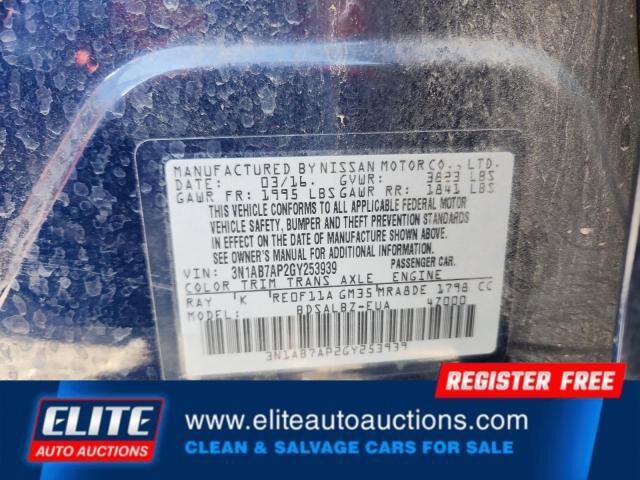 MANUFACTURED BY NISSAN MOTOR CO., LTD.
DATE: 03/16. GVWR: 3823 LBS
GAWR FR: 1995 LBS GAWR RR: 1841 LBS
THIS VEHICLE CONFORMS TO ALL APPLICABLE FEDERAL MOTOR
VEHICLE SAFETY, BUMPER AND THEFT PREVENTION STANDARDS
IN EFFECT ON THE DATE OF MANUFACTURE SHOWN ABOVE.
SEE OWNER'S MANUAL FOR ADDITIONAL INFORMATION.
VIN: 3N1AB7AP2GY253939 PASSENGER CAR.
COLOR TRIM TRANS AXLE ENGINE
RAY K RE0F11A GM35 MRA8DE 1798 CC
BDSALBZ-EUA 47000
3N1AB7AP2GY253939
REGISTER FREE
ELITE
AUTO AUCTIONS
www.eliteautoauctions.com
CLEAN & SALVAGE CARS FOR SALE